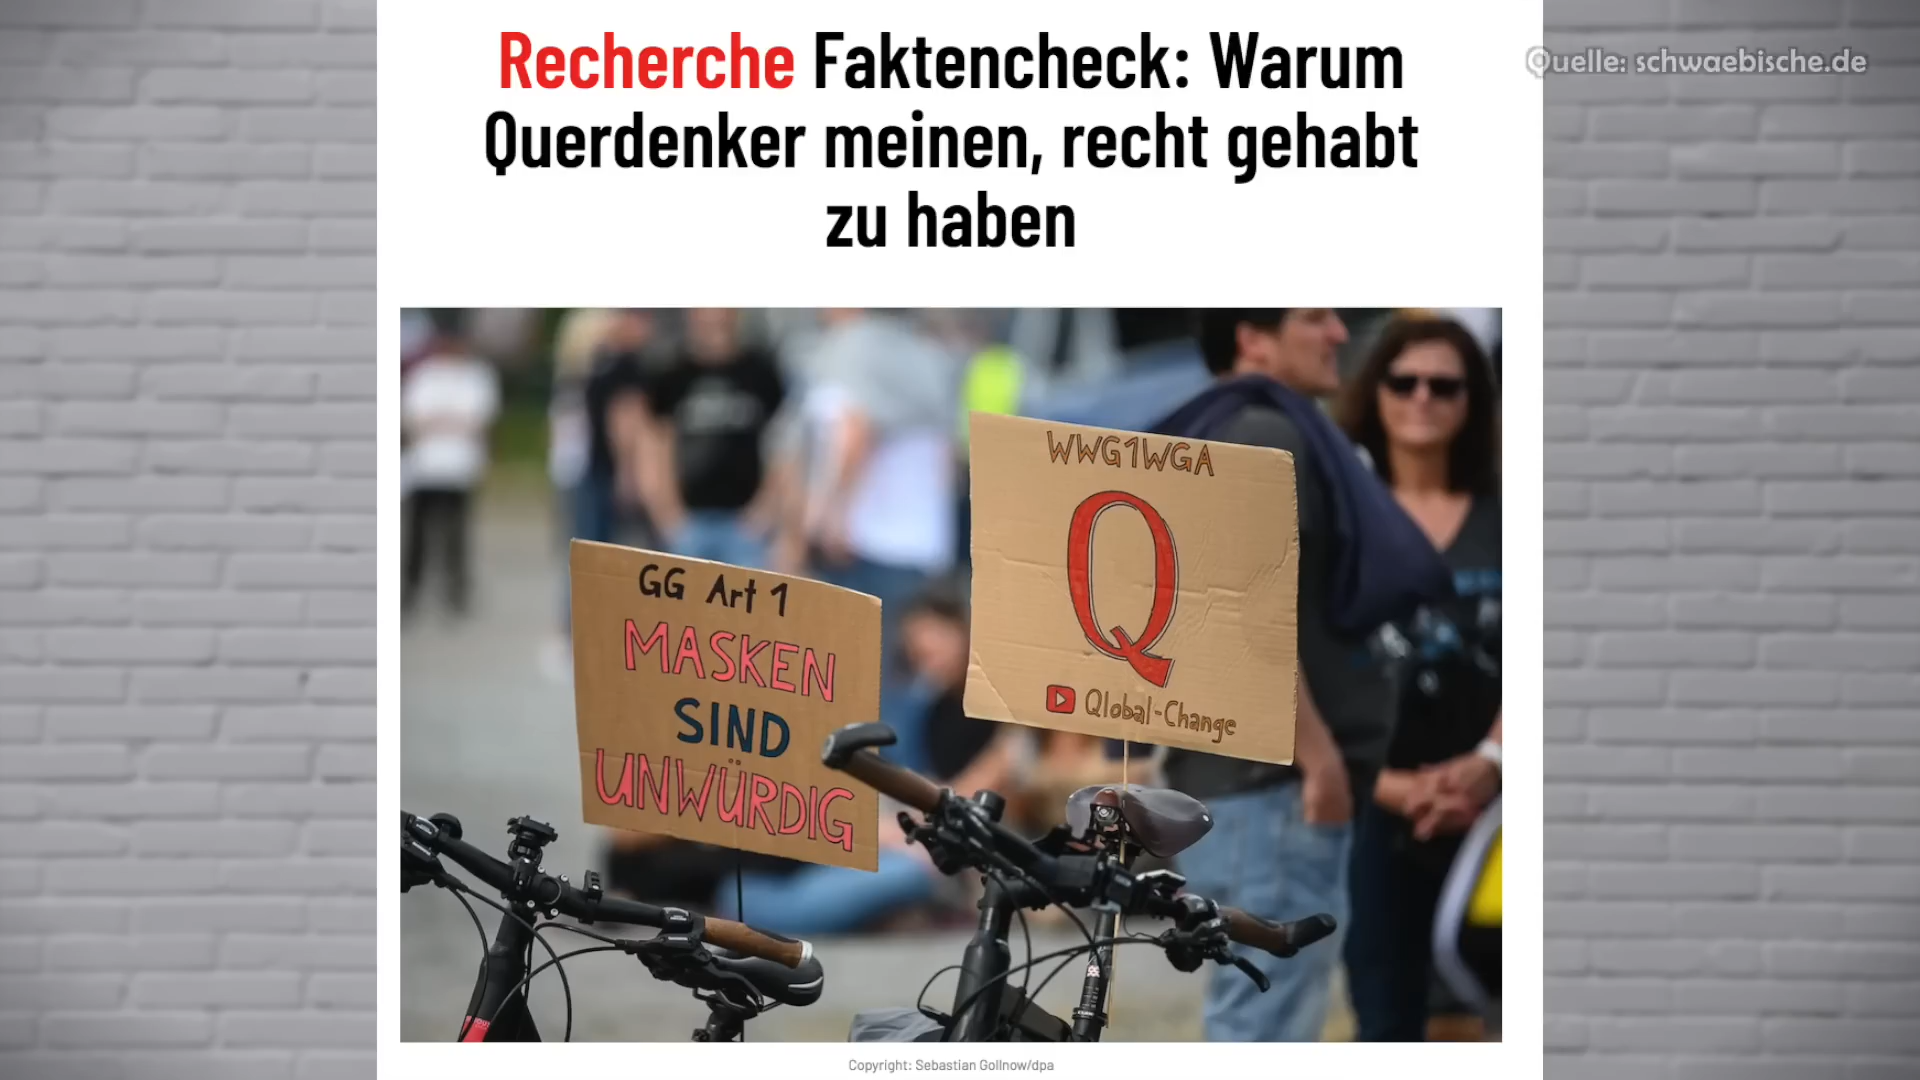 Recherche Faktencheck: Warum
Querdenker meinen, recht gehabt
zu haben
Quelle: schwaebische.de
WWG1WGA
Q
Qlobal-Change
GG Art 1
MASKEN
SIND
UNWÜRDIG
Copyright: Sebastian Gollnow/dpa